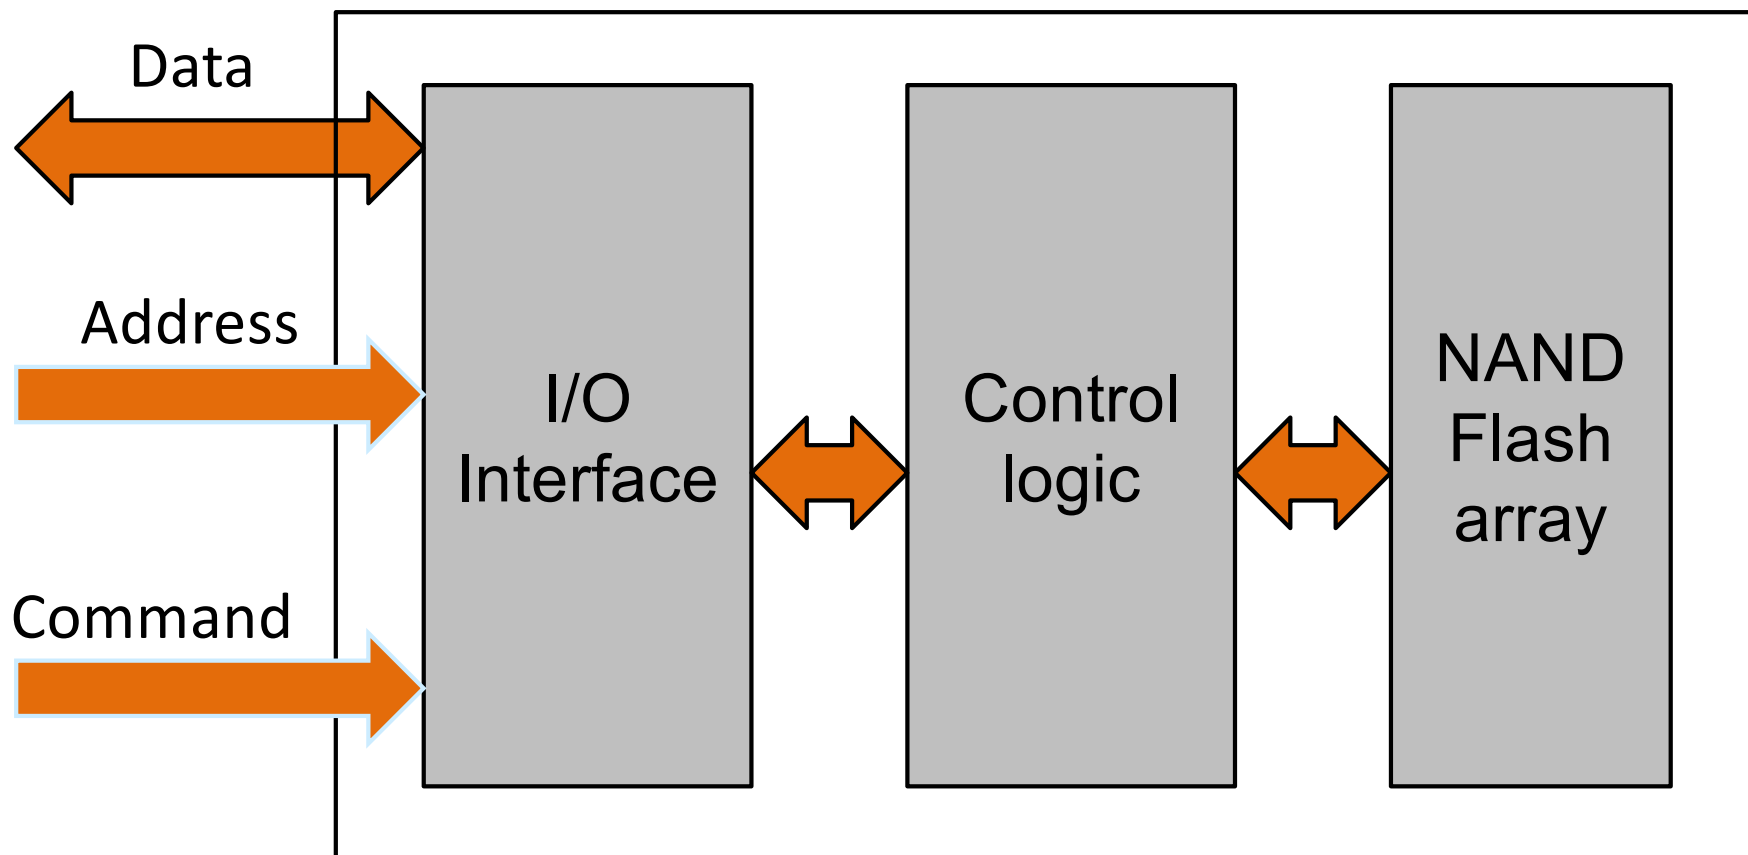 Data
Address
Command
I/O
Interface
Control
logic
NAND
Flash
array